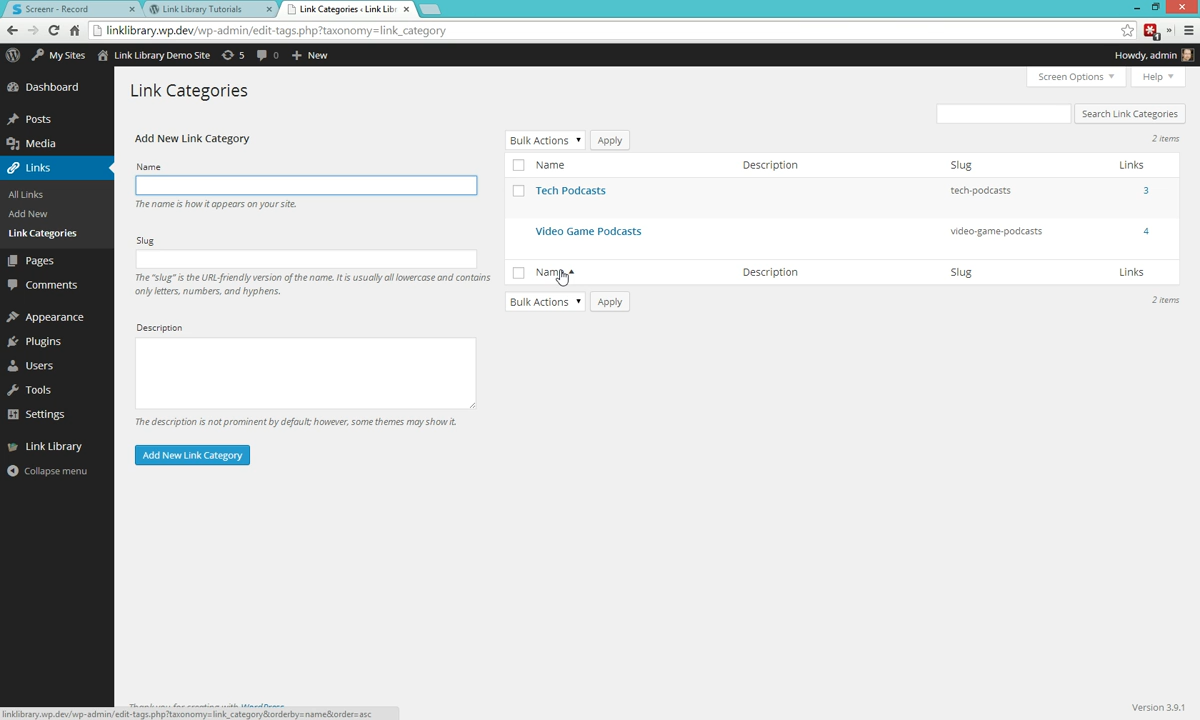 Screenr - Record
Link Library Tutorials
Link Categories ‹ Link Libr
linklibrary.wp.dev/wp-admin/edit-tags.php?taxonomy=link_category
My Sites
Link Library Demo Site
5
0
New
Howdy, admin
Dashboard
Posts
Media
Links
All Links
Add New
Link Categories
Pages
Comments
Appearance
Plugins
Users
Tools
Settings
Link Library
Collapse menu
Screen Options
Help
Link Categories
Search Link Categories
Add New Link Category
Name
The name is how it appears on your site.
Slug
The “slug” is the URL-friendly version of the name. It is usually all lowercase and contains
only letters, numbers, and hyphens.
Description
The description is not prominent by default; however, some themes may show it.
Add New Link Category
Bulk Actions
Apply
2 items
Name Description Slug Links
Tech Podcasts tech-podcasts 3
Video Game Podcasts video-game-podcasts 4
Name Description Slug Links
Bulk Actions
Apply
2 items
Thank you for creating with WordPress
Version 3.9.1
linklibrary.wp.dev/wp-admin/edit-tags.php?taxonomy=link_category&orderby=name&order=asc